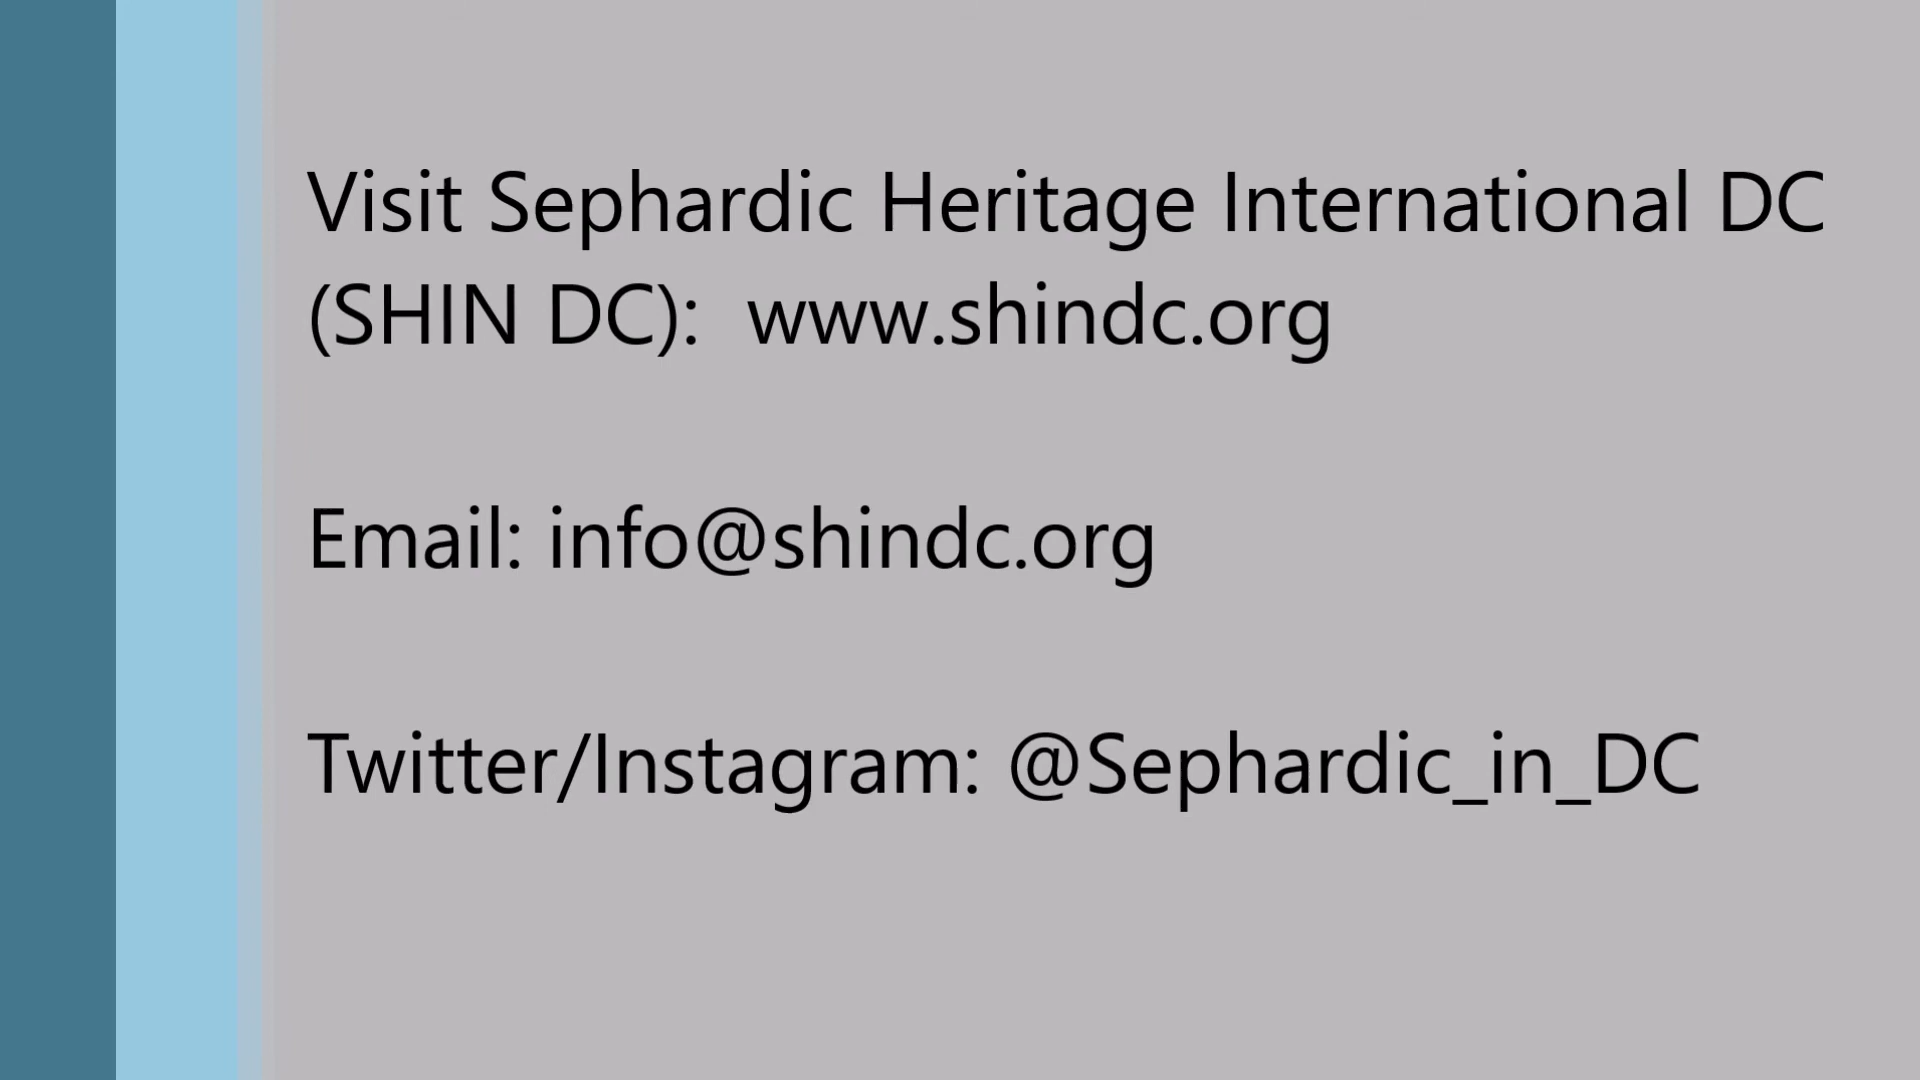 Visit Sephardic Heritage International DC
(SHIN DC):  www.shindc.org
Email: info@shindc.org
Twitter/Instagram: @Sephardic_in_DC